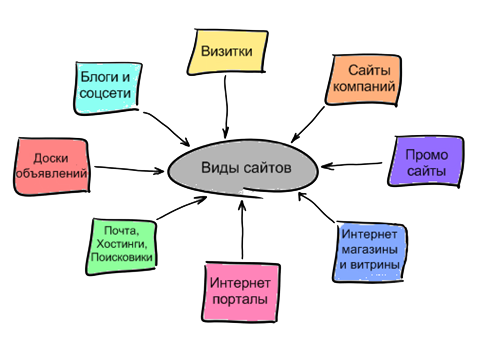 Визитки
Блоги и
соцсети
Сайты
компаний
Доски
объявлений
Виды сайтов
Промо
сайты
Почта,
Хостинги,
Поисковики
Интернет
магазины
и витрины
Интернет
порталы